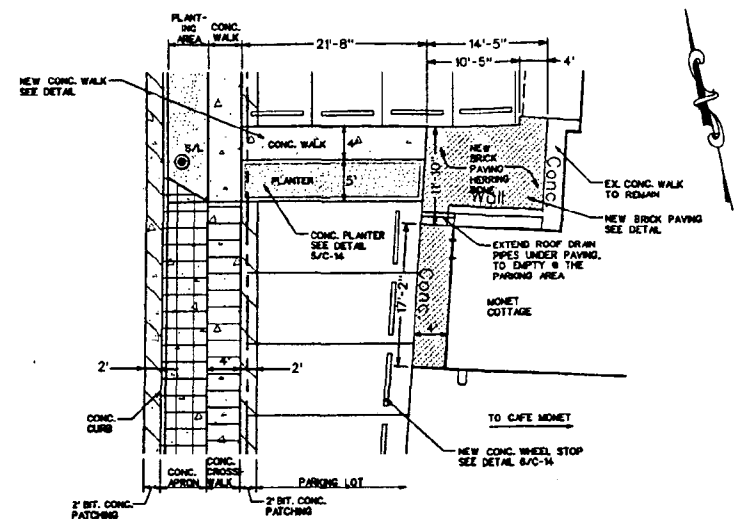 PLANT-
ING
AREA
CONC.
WALK
21'-8"
14'-5"
10'-5"
4'
NEW CONC. WALK
SEE DETAIL
CONC. WALK
4'
S/L
PLANTER
5'
NEW
BRICK
PAVING
HERRING
BONE
11'-10"
Wall
Conc
EX. CONC. WALK
TO REMAIN
NEW BRICK PAVING
SEE DETAIL
CONC. PLANTER
SEE DETAIL
5/C-14
EXTEND ROOF DRAIN
PIPES UNDER PAVING,
TO EMPTY @ THE
PARKING AREA
17'-2"
Conc.
4'
MONET
COTTAGE
2'
4'
2'
CONC.
CURB
TO CAFE MONET
NEW CONC. WHEEL STOP
SEE DETAIL 6/C-14
CONC.
APRON
CONC.
CROSS-
WALK
PARKING LOT
2' BIT. CONC.
PATCHING
2' BIT. CONC.
PATCHING